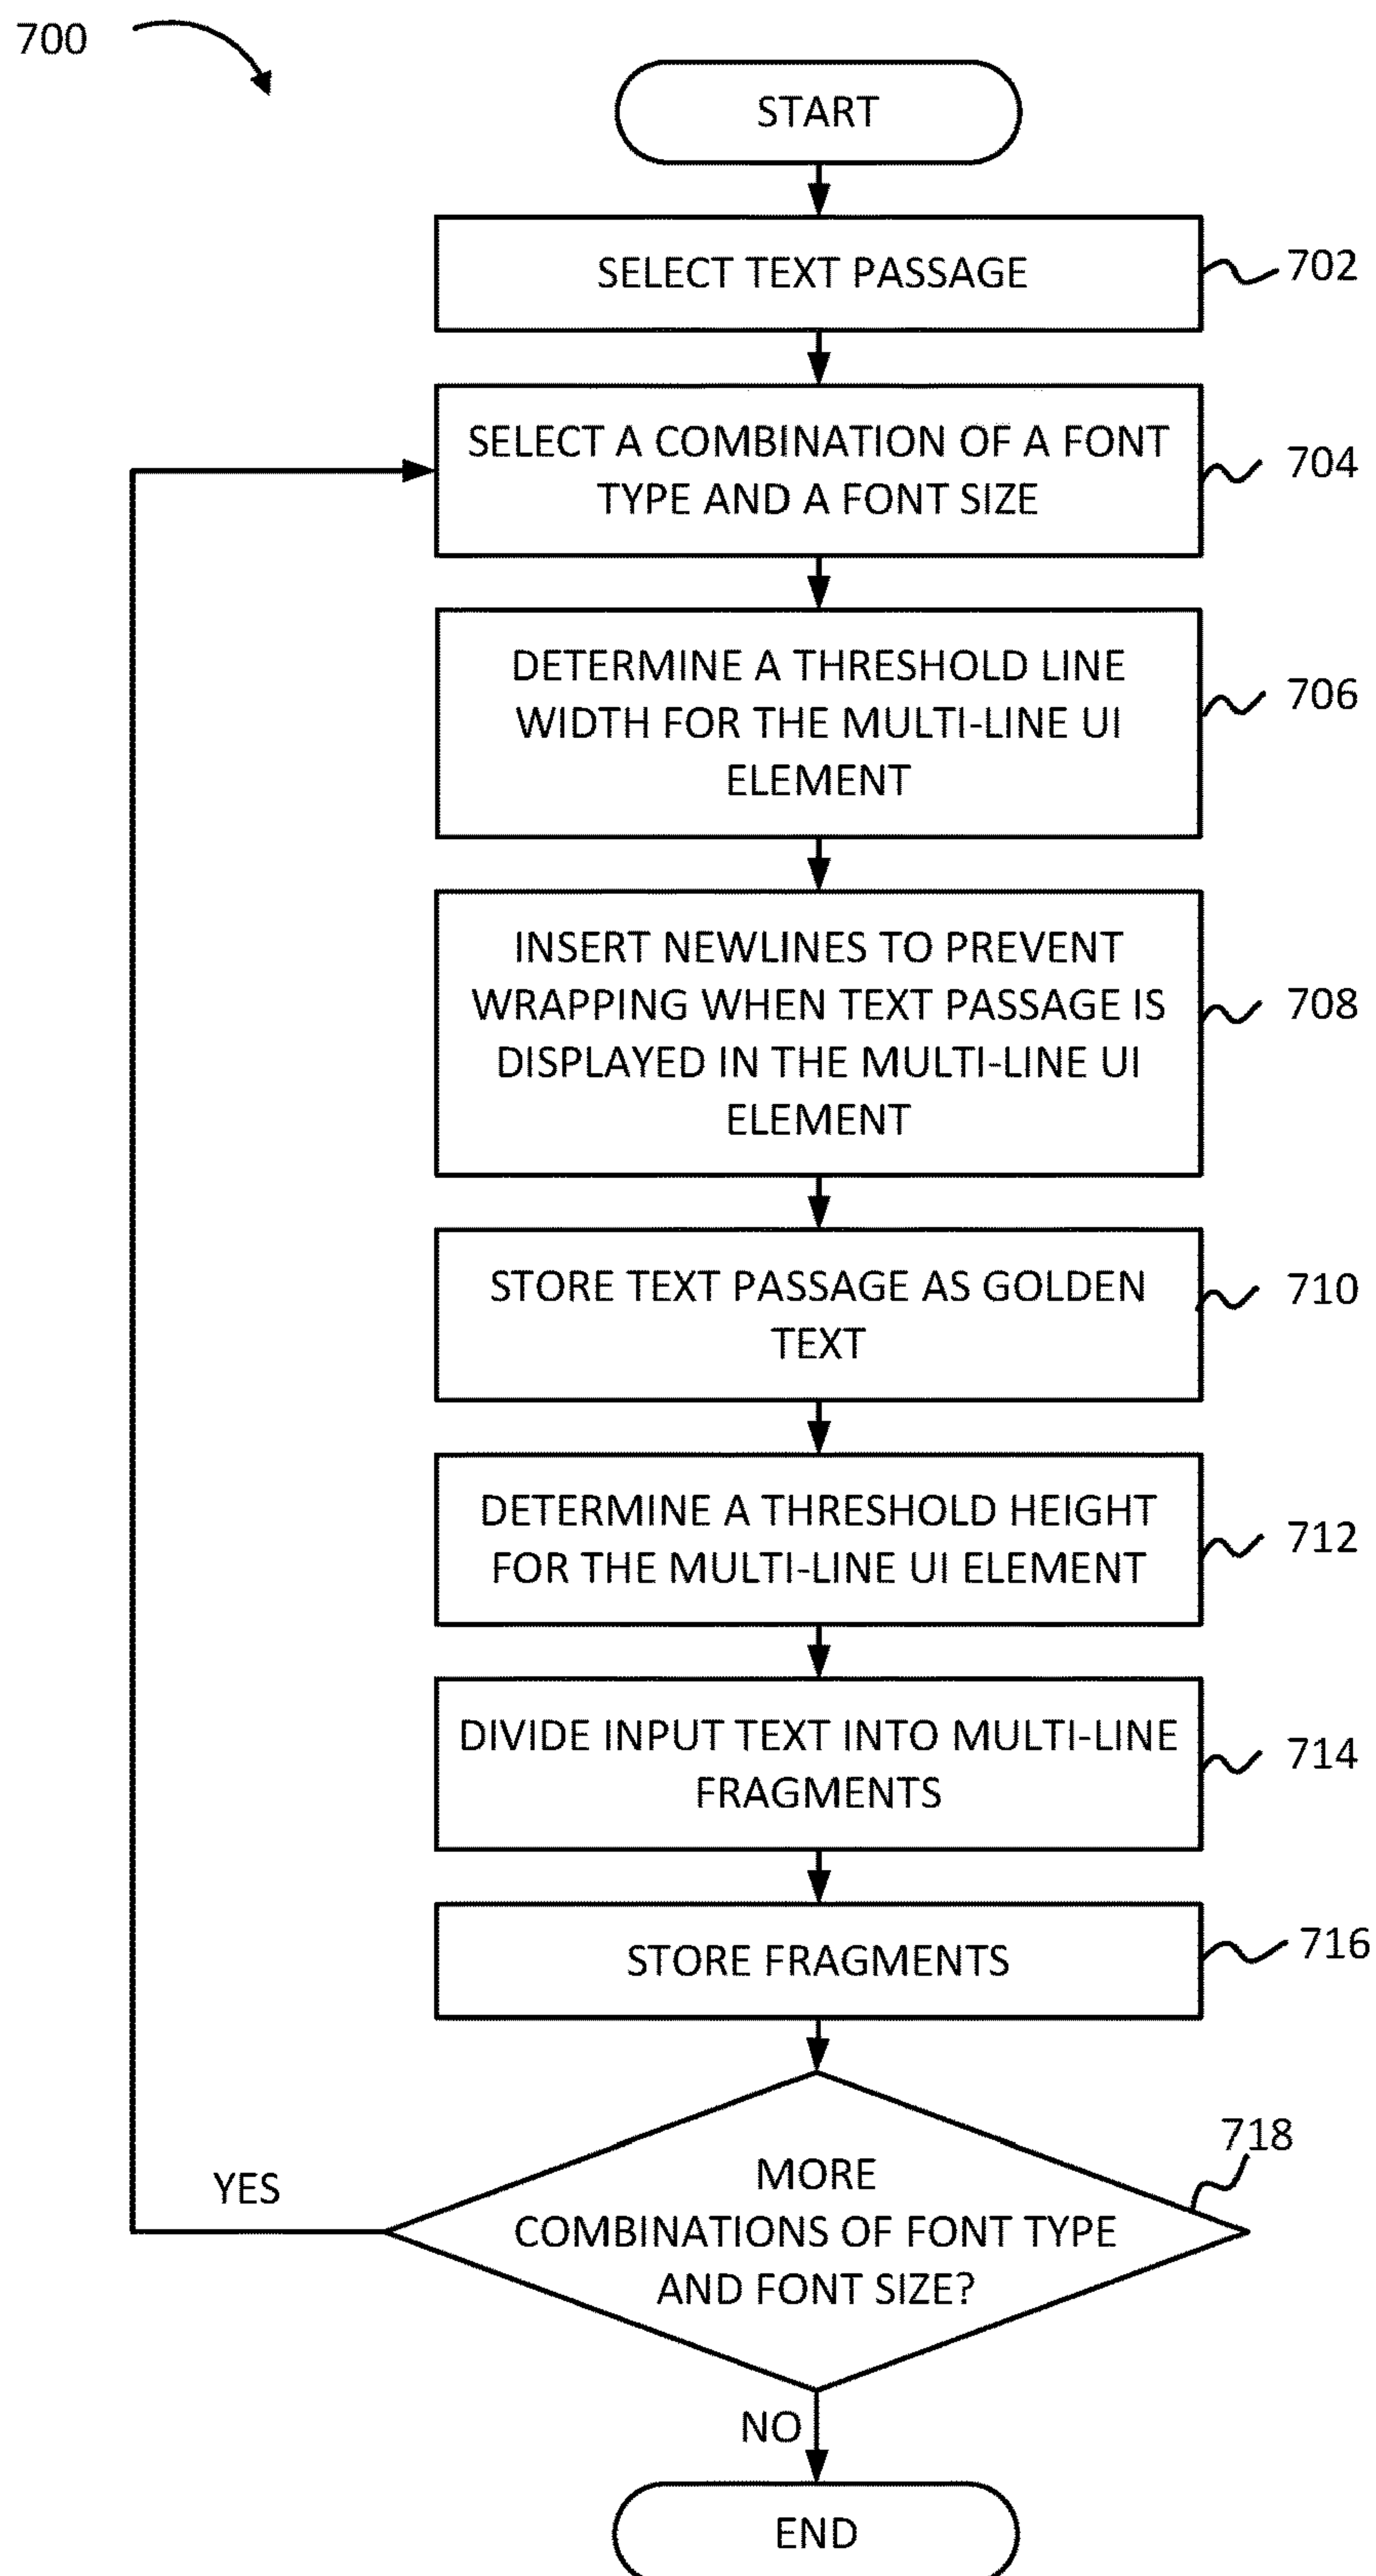 700
START
SELECT TEXT PASSAGE
702
SELECT A COMBINATION OF A FONT
TYPE AND A FONT SIZE
704
DETERMINE A THRESHOLD LINE
WIDTH FOR THE MULTI-LINE UI
ELEMENT
706
INSERT NEWLINES TO PREVENT
WRAPPING WHEN TEXT PASSAGE IS
DISPLAYED IN THE MULTI-LINE UI
ELEMENT
708
STORE TEXT PASSAGE AS GOLDEN
TEXT
710
DETERMINE A THRESHOLD HEIGHT
FOR THE MULTI-LINE UI ELEMENT
712
DIVIDE INPUT TEXT INTO MULTI-LINE
FRAGMENTS
714
STORE FRAGMENTS
716
718
MORE
COMBINATIONS OF FONT TYPE
AND FONT SIZE?
YES
NO
END